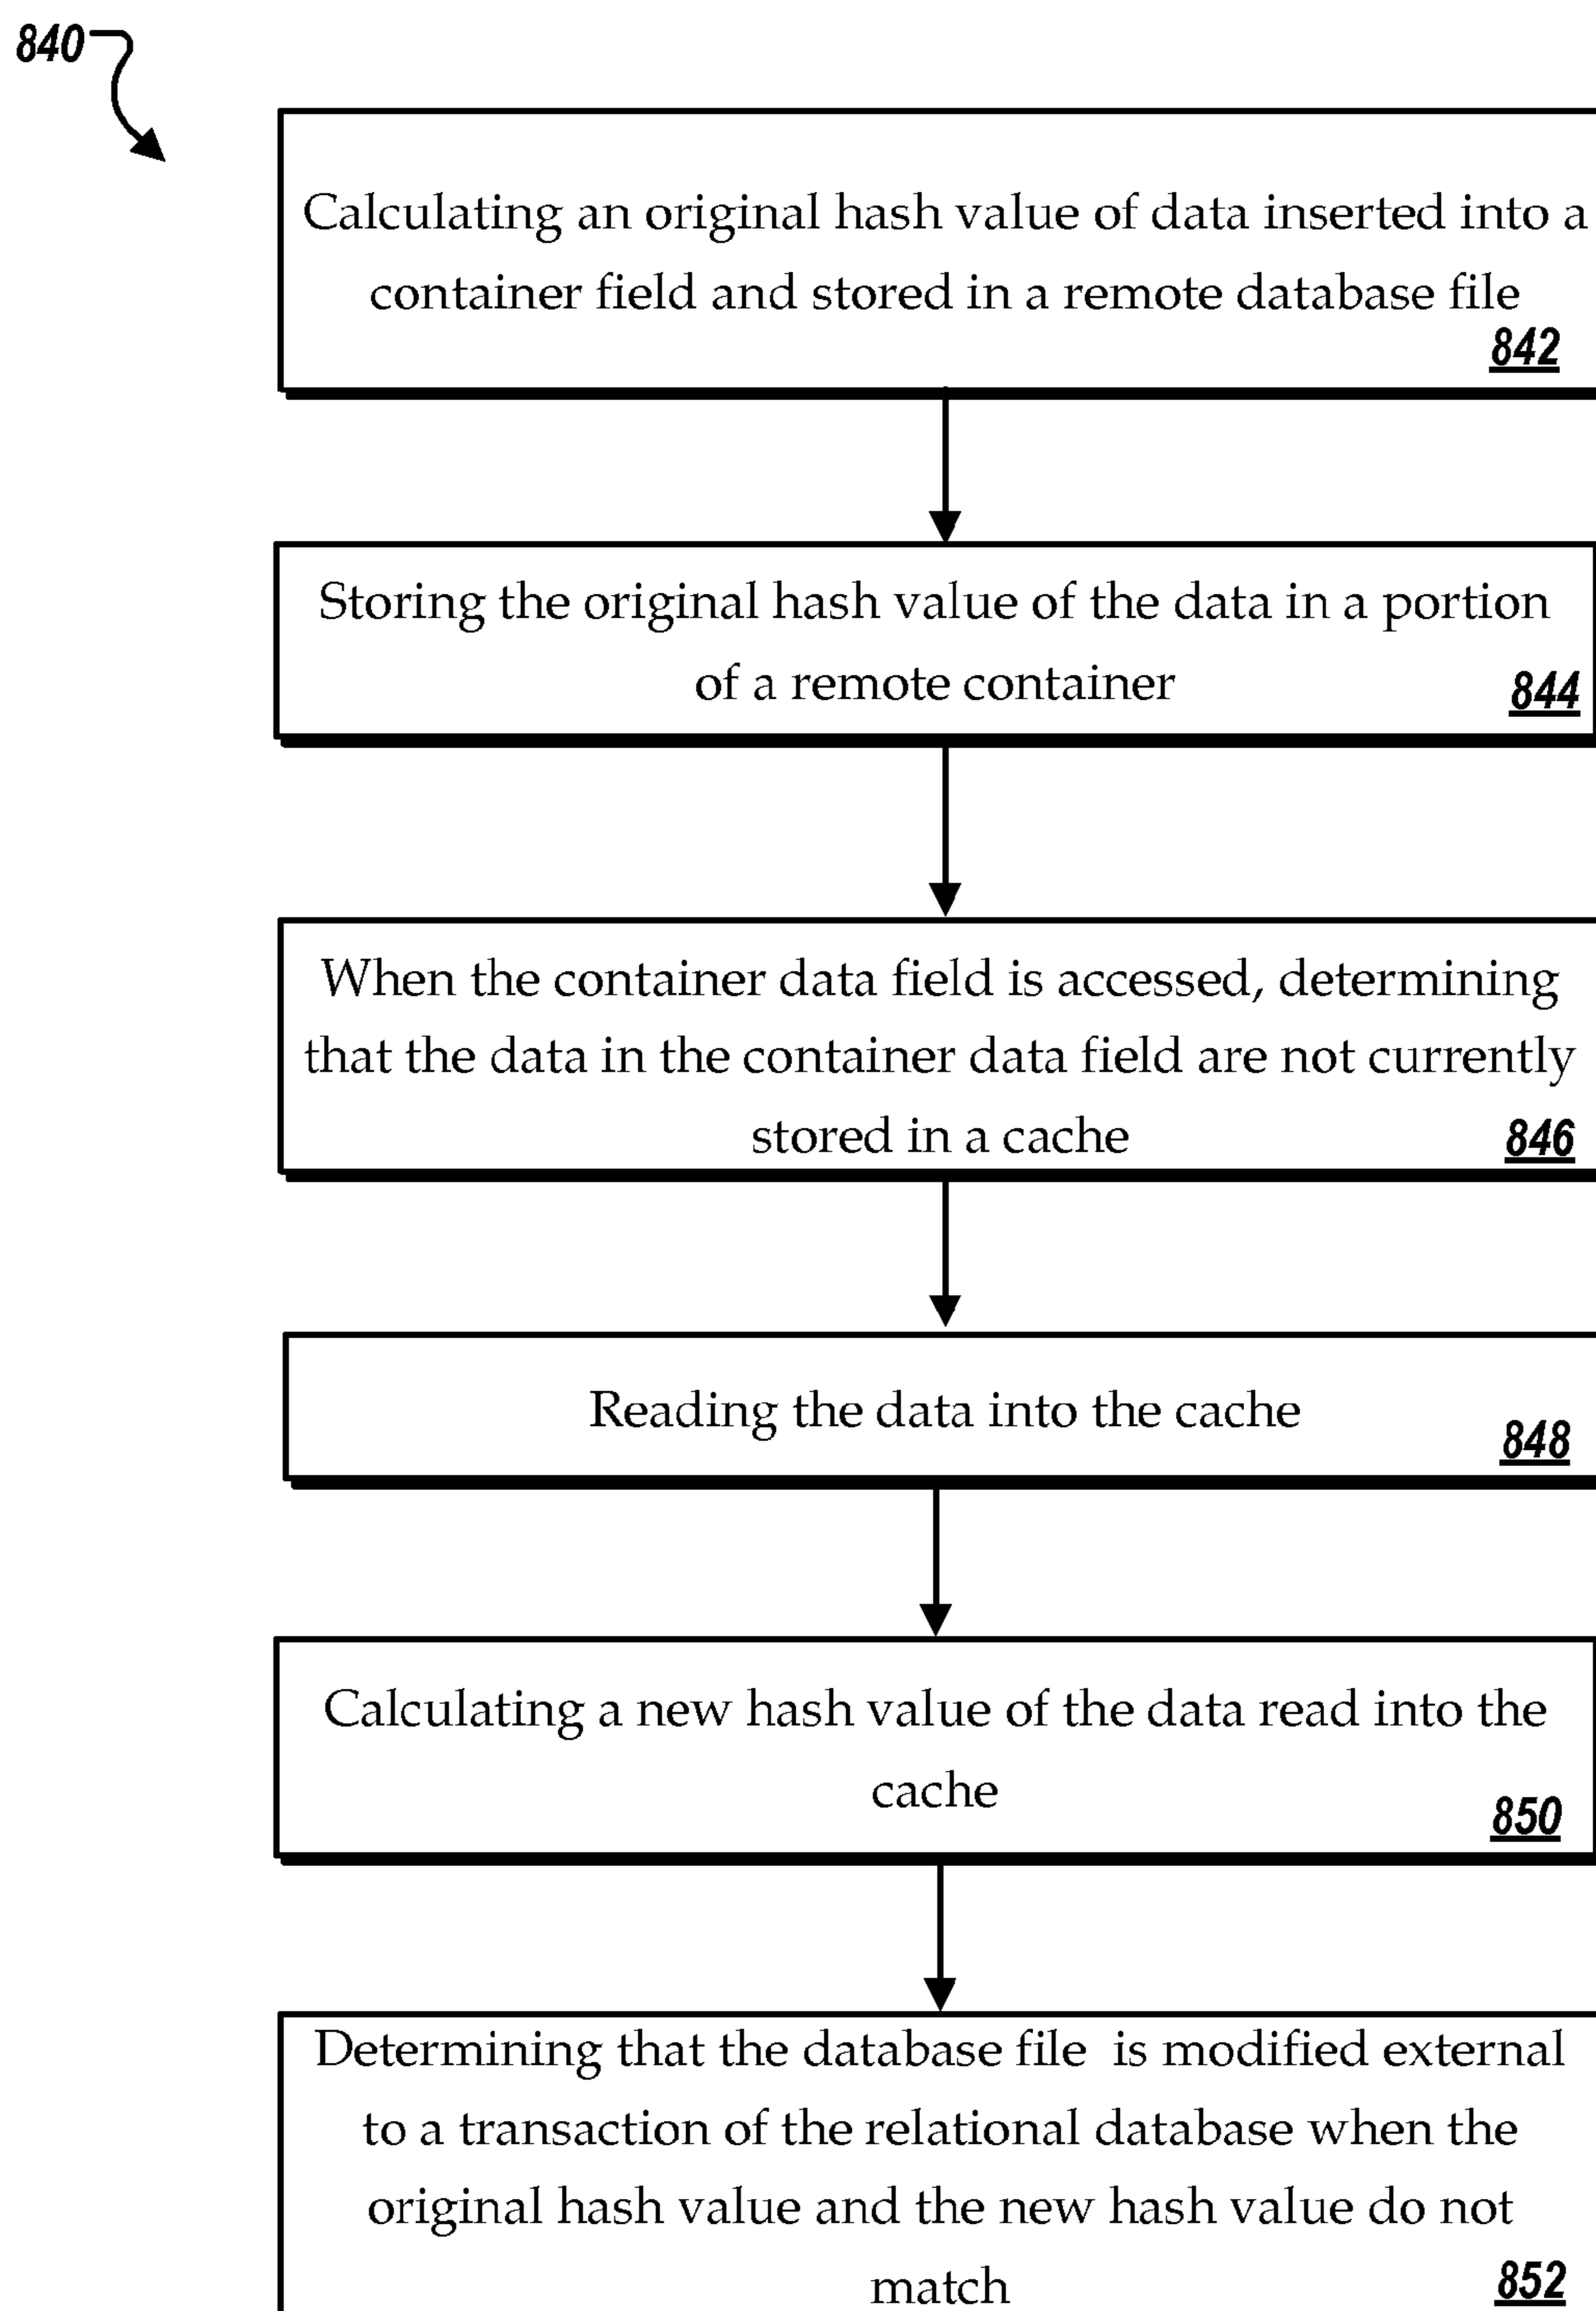 840
Calculating an original hash value of data inserted into a
container field and stored in a remote database file
842
Storing the original hash value of the data in a portion
of a remote container
844
When the container data field is accessed, determining
that the data in the container data field are not currently
stored in a cache
846
Reading the data into the cache
848
Calculating a new hash value of the data read into the
cache
850
Determining that the database file is modified external
to a transaction of the relational database when the
original hash value and the new hash value do not
match
852